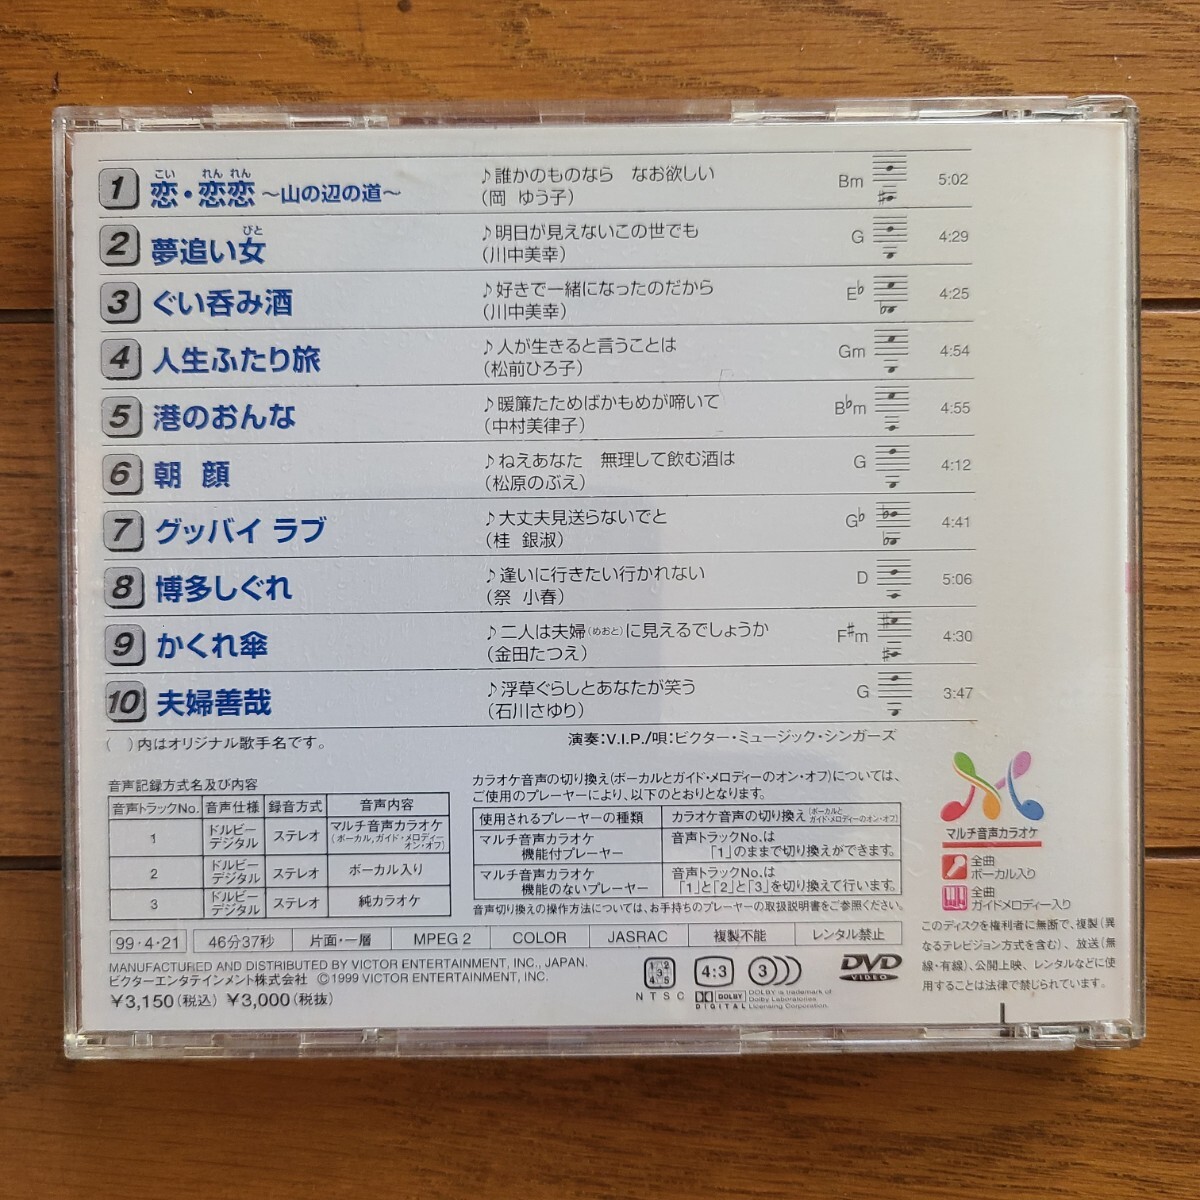 1 恋・恋恋 ～山の辺の道～ ♪誰かのものなら なお欲しい Bm 5:02
こい れん れん
(岡 ゆう子)
2 夢追い女 ♪明日が見えないこの世でも G 4:29
びと
(川中美幸)
3 ぐい呑み酒 ♪好きで一緒になったのだから E♭ 4:25
(川中美幸)
4 人生ふたり旅 ♪人が生きると言うことは Gm 4:54
(松前ひろ子)
5 港のおんな ♪暖簾たためばかもめが啼いて B♭m 4:55
(中村美律子)
6 朝 顔 ♪ねえあなた 無理して飲む酒は G 4:12
(松原のぶえ)
7 グッバイ ラブ ♪大丈夫見送らないでと G♭ 4:41
(桂 銀淑)
8 博多しぐれ ♪逢いに行きたい行かれない D 5:06
(祭 小春)
9 かくれ傘 ♪二人は夫婦(めおと)に見えるでしょうか F#m 4:30
(金田たつえ)
10 夫婦善哉 ♪浮草ぐらしとあなたが笑う G 3:47
(石川さゆり)
( )内はオリジナル歌手名です。 演奏:V.I.P./唄:ビクター・ミュージック・シンガーズ
音声記録方式名及び内容
音声トラックNo. 音声仕様 録音方式 音声内容
1 ドルビーデジタル ステレオ マルチ音声カラオケ
(ボーカル,ガイド・メロディーオン・オフ)
2 ドルビーデジタル ステレオ ボーカル入り
3 ドルビーデジタル ステレオ 純カラオケ
カラオケ音声の切り換え(ボーカルとガイド・メロディーのオン・オフ)については、
ご使用のプレーヤーにより、以下のとおりとなります。
使用されるプレーヤーの種類 カラオケ音声の切り換え(ボーカルとガイド・メロディーのオン・オフ)
マルチ音声カラオケ 音声トラックNo.は
機能付プレーヤー 「1」のままで切り換えができます。
マルチ音声カラオケ 音声トラックNo.は
機能のないプレーヤー 「1」と「2」と「3」を切り換えて行います。
音声切り換えの操作方法については、お手持ちのプレーヤーの取扱説明書をご参照ください。
マルチ音声カラオケ
全曲
ボーカル入り
全曲
ガイドメロディー入り
99・4・21 46分37秒 片面・一層 MPEG 2 COLOR JASRAC 複製不能 レンタル禁止
このディスクを権利者に無断で、複製(異
なるテレビジョン方式を含む)、放送(無
線・有線)、公開上映、レンタルなどに使
用することは法律で禁じられています。
MANUFACTURED AND DISTRIBUTED BY VICTOR ENTERTAINMENT, INC., JAPAN.
ビクターエンタテインメント株式会社 ©1999 VICTOR ENTERTAINMENT, INC.
￥3,150(税込) ￥3,000(税抜)
1 2 3 4 5
NTSC
4:3
3
DVD
VIDEO
DOLBY
DIGITAL
DOLBY is trademark of
Dolby Laboratories
Licensing Corporation.